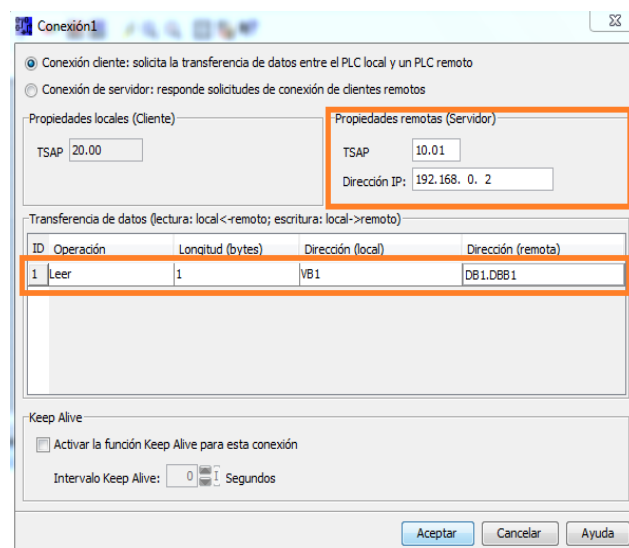 Conexión1
Conexión cliente: solicita la transferencia de datos entre el PLC local y un PLC remoto
Conexión de servidor: responde solicitudes de conexión de clientes remotos
Propiedades locales (Cliente)
TSAP 20.00
Propiedades remotas (Servidor)
TSAP 10.01
Dirección IP: 192.168. 0. 2
Transferencia de datos (lectura: local<-remoto; escritura: local->remoto)
ID Operación Longitud (bytes) Dirección (local) Dirección (remota)
1 Leer 1 VB1 DB1.DBB1
Keep Alive
Activar la función Keep Alive para esta conexión
Intervalo Keep Alive: 0 Segundos
Aceptar Cancelar Ayuda